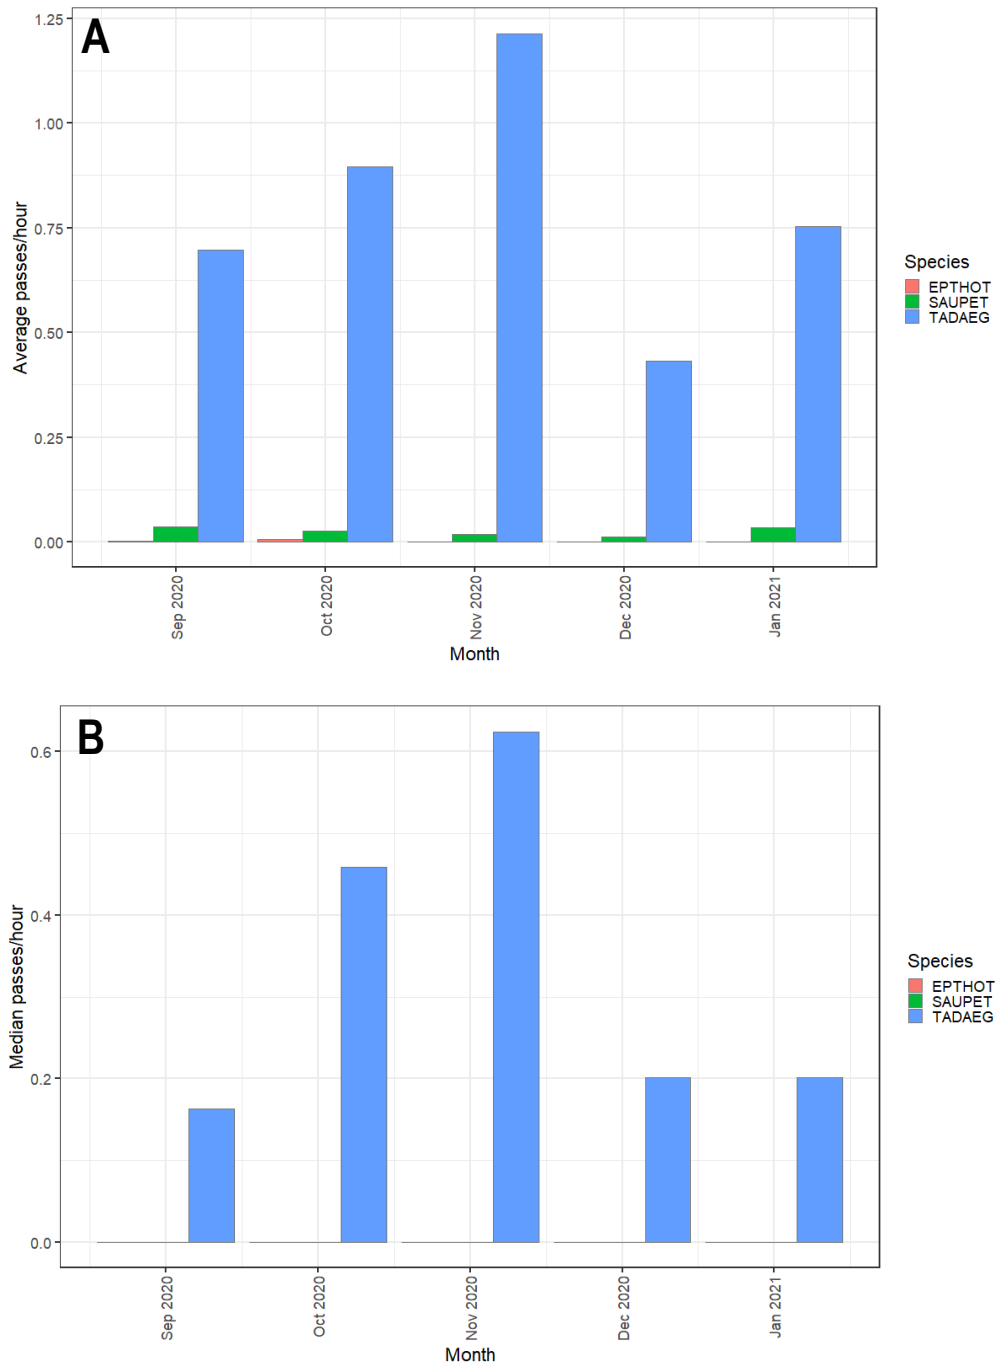 A
1.25
1.00
0.75
0.50
0.25
0.00
Average passes/hour
Sep 2020
Oct 2020
Nov 2020
Dec 2020
Jan 2021
Month
Species
EPTHOT
SAUPET
TADAEG
B
0.6
0.4
0.2
0.0
Median passes/hour
Sep 2020
Oct 2020
Nov 2020
Dec 2020
Jan 2021
Month
Species
EPTHOT
SAUPET
TADAEG